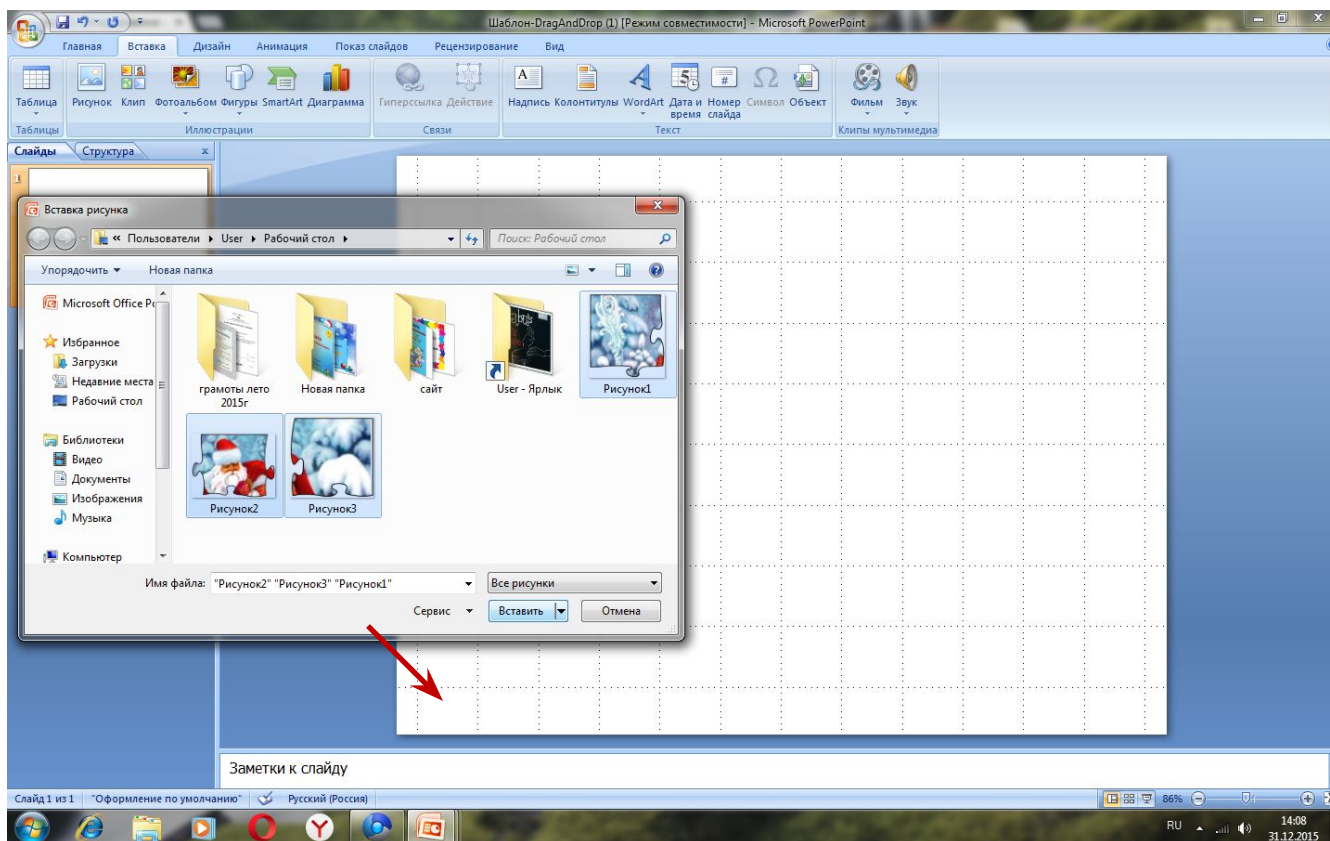 Шаблон-DragAndDrop (1) [Режим совместимости] - Microsoft PowerPoint
Главная Вставка Дизайн Анимация Показ слайдов Рецензирование Вид
Таблица Рисунок Клип Фотоальбом Фигуры SmartArt Диаграмма Гиперссылка Действие Надпись Колонтитулы WordArt Дата и время Номер слайда Символ Объект Фильм Звук
Таблицы Иллюстрации Связи Текст Клипы мультимедиа
Слайды Структура
1
Вставка рисунка
« Пользователи User Рабочий стол Поиск: Рабочий стол
Упорядочить Новая папка
Microsoft Office Po
Избранное
Загрузки
Недавние места
Рабочий стол
Библиотеки
Видео
Документы
Изображения
Музыка
Компьютер
грамоты лето
2015г
Новая папка
сайт
User - Ярлык
Рисунок1
Рисунок2
Рисунок3
Имя файла: "Рисунок2" "Рисунок3" "Рисунок1" Все рисунки
Сервис Вставить Отмена
Заметки к слайду
Слайд 1 из 1 "Оформление по умолчанию" Русский (Россия) 86%
RU 14:08
31.12.2015